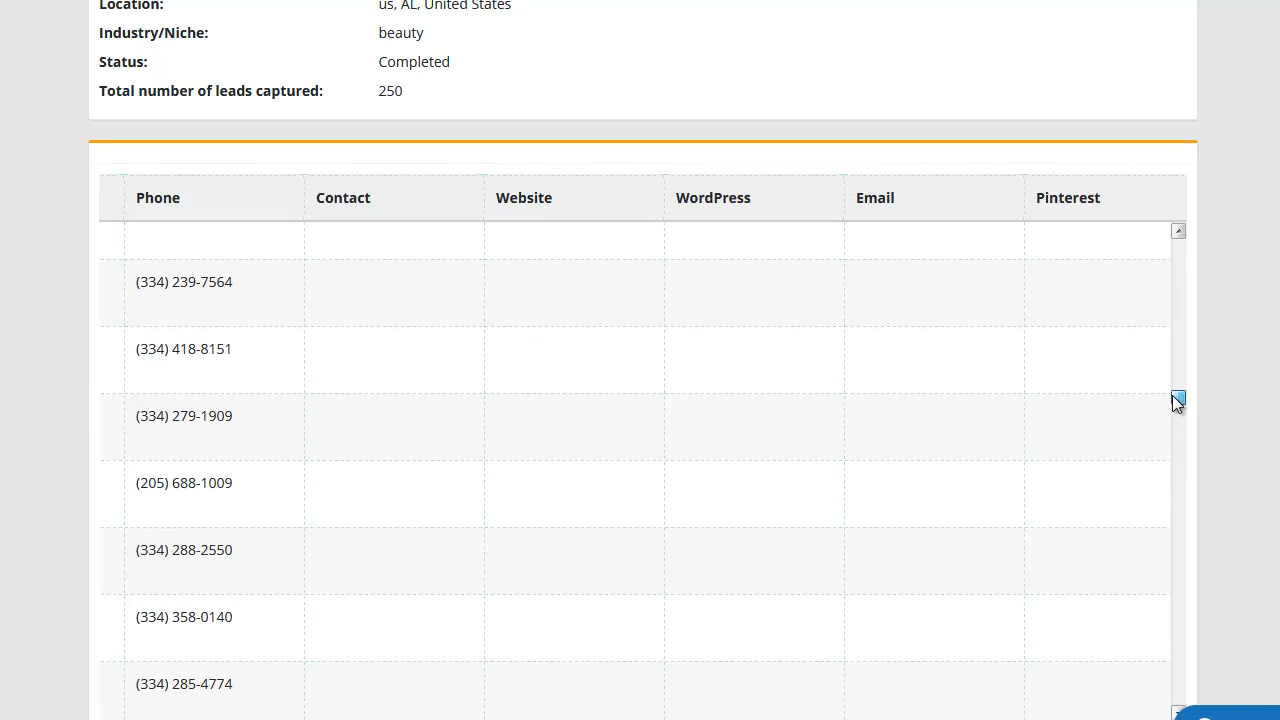 Location: us, AL, United States
Industry/Niche: beauty
Status: Completed
Total number of leads captured: 250
Phone Contact Website WordPress Email Pinterest
(334) 239-7564
(334) 418-8151
(334) 279-1909
(205) 688-1009
(334) 288-2550
(334) 358-0140
(334) 285-4774